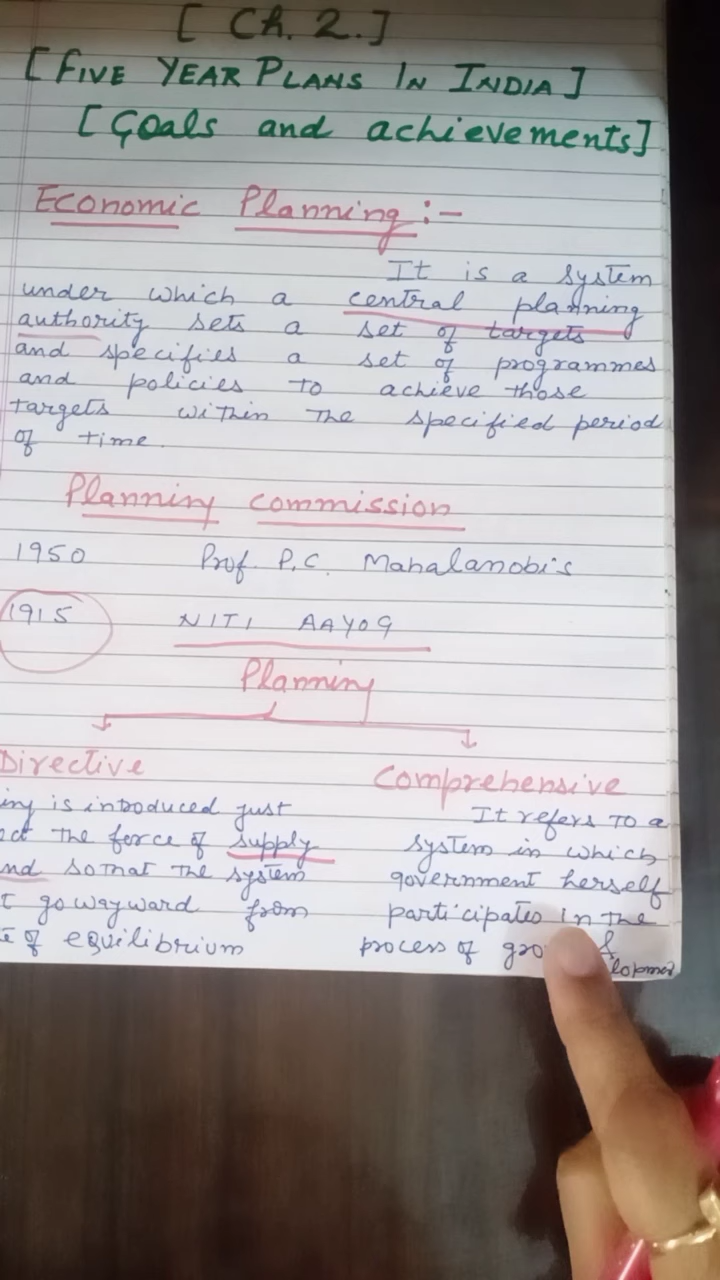 [ Ch. 2. ]
[ FIVE YEAR PLANS IN INDIA ]
[ Goals and achievements ]
Economic Planning :-
It is a system
under which a central planning
authority sets a set of targets
and specifies a set of programmes
and policies to achieve those
targets within the specified period
of time.
Planning commission
1950 Prof P.C. Mahalanobis
1915 NITI AAYOG
Planning
Directive
is introduced just
the force of supply
so that the system
go wayward from
of equilibrium
Comprehensive
It refers to a
system in which
government herself
participates in the
process of &